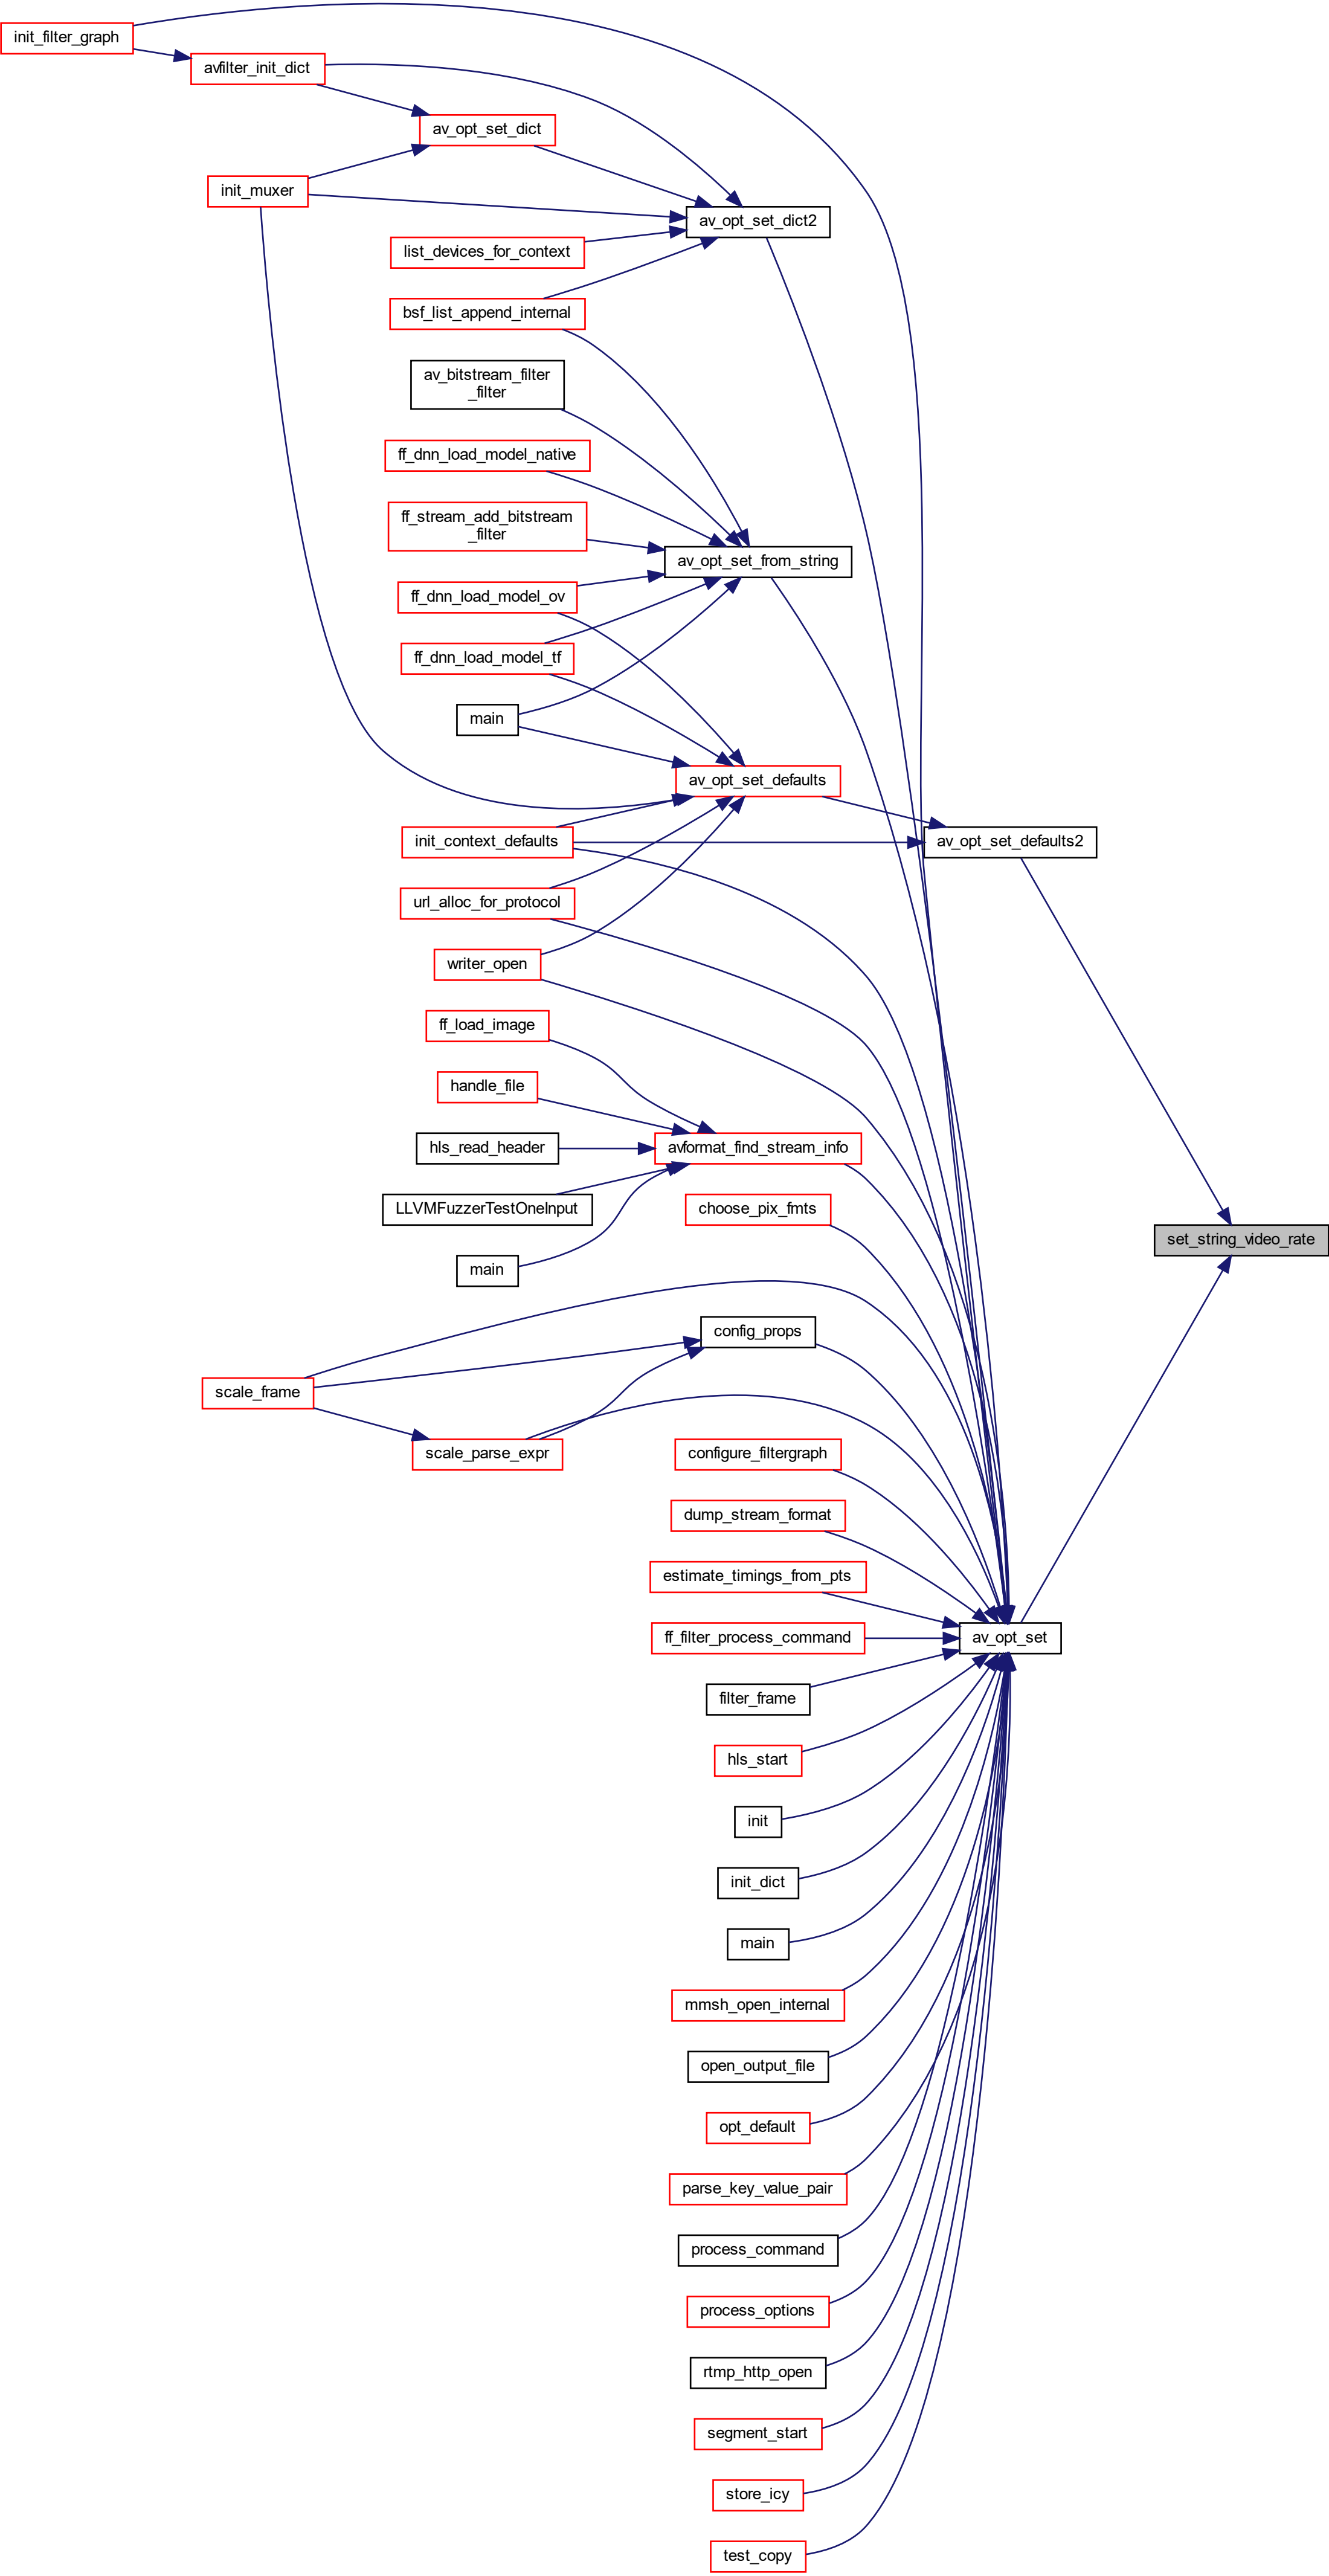 init_filter_graph
avfilter_init_dict
av_opt_set_dict
init_muxer
av_opt_set_dict2
list_devices_for_context
bsf_list_append_internal
av_bitstream_filter
_filter
ff_dnn_load_model_native
ff_stream_add_bitstream
_filter
av_opt_set_from_string
ff_dnn_load_model_ov
ff_dnn_load_model_tf
main
av_opt_set_defaults
init_context_defaults
av_opt_set_defaults2
url_alloc_for_protocol
writer_open
ff_load_image
handle_file
hls_read_header
avformat_find_stream_info
LLVMFuzzerTestOneInput
choose_pix_fmts
set_string_video_rate
main
config_props
scale_frame
scale_parse_expr
configure_filtergraph
dump_stream_format
estimate_timings_from_pts
ff_filter_process_command
av_opt_set
filter_frame
hls_start
init
init_dict
main
mmsh_open_internal
open_output_file
opt_default
parse_key_value_pair
process_command
process_options
rtmp_http_open
segment_start
store_icy
test_copy